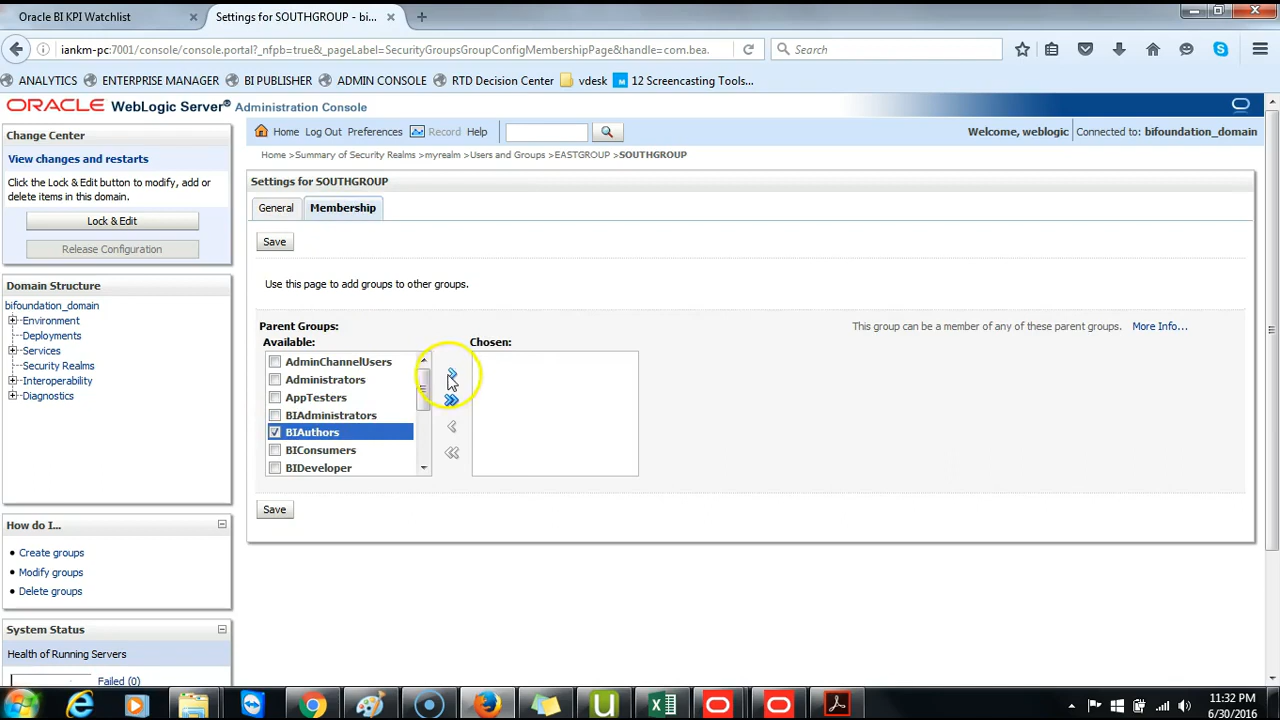 Oracle BI KPI Watchlist
Settings for SOUTHGROUP - bi...
iankm-pc:7001/console/console.portal?_nfpb=true&_pageLabel=SecurityGroupsGroupConfigMembershipPage&handle=com.bea.
Search
ANALYTICS
ENTERPRISE MANAGER
BI PUBLISHER
ADMIN CONSOLE
RTD Decision Center
vdesk
12 Screencasting Tools...
ORACLE WebLogic Server® Administration Console
Change Center
View changes and restarts
Click the Lock & Edit button to modify, add or
delete items in this domain.
Lock & Edit
Release Configuration
Domain Structure
bifoundation_domain
Environment
Deployments
Services
Security Realms
Interoperability
Diagnostics
How do I...
Create groups
Modify groups
Delete groups
System Status
Health of Running Servers
Failed (0)
Home
Log Out
Preferences
Record
Help
Welcome, weblogic
Connected to: bifoundation_domain
Home >Summary of Security Realms >myrealm >Users and Groups >EASTGROUP >SOUTHGROUP
Settings for SOUTHGROUP
General
Membership
Save
Use this page to add groups to other groups.
Parent Groups:
This group can be a member of any of these parent groups.
More Info...
Available:
Chosen:
AdminChannelUsers
Administrators
AppTesters
BIAdministrators
BIAuthors
BIConsumers
BIDeveloper
Save
11:32 PM
6/30/2016